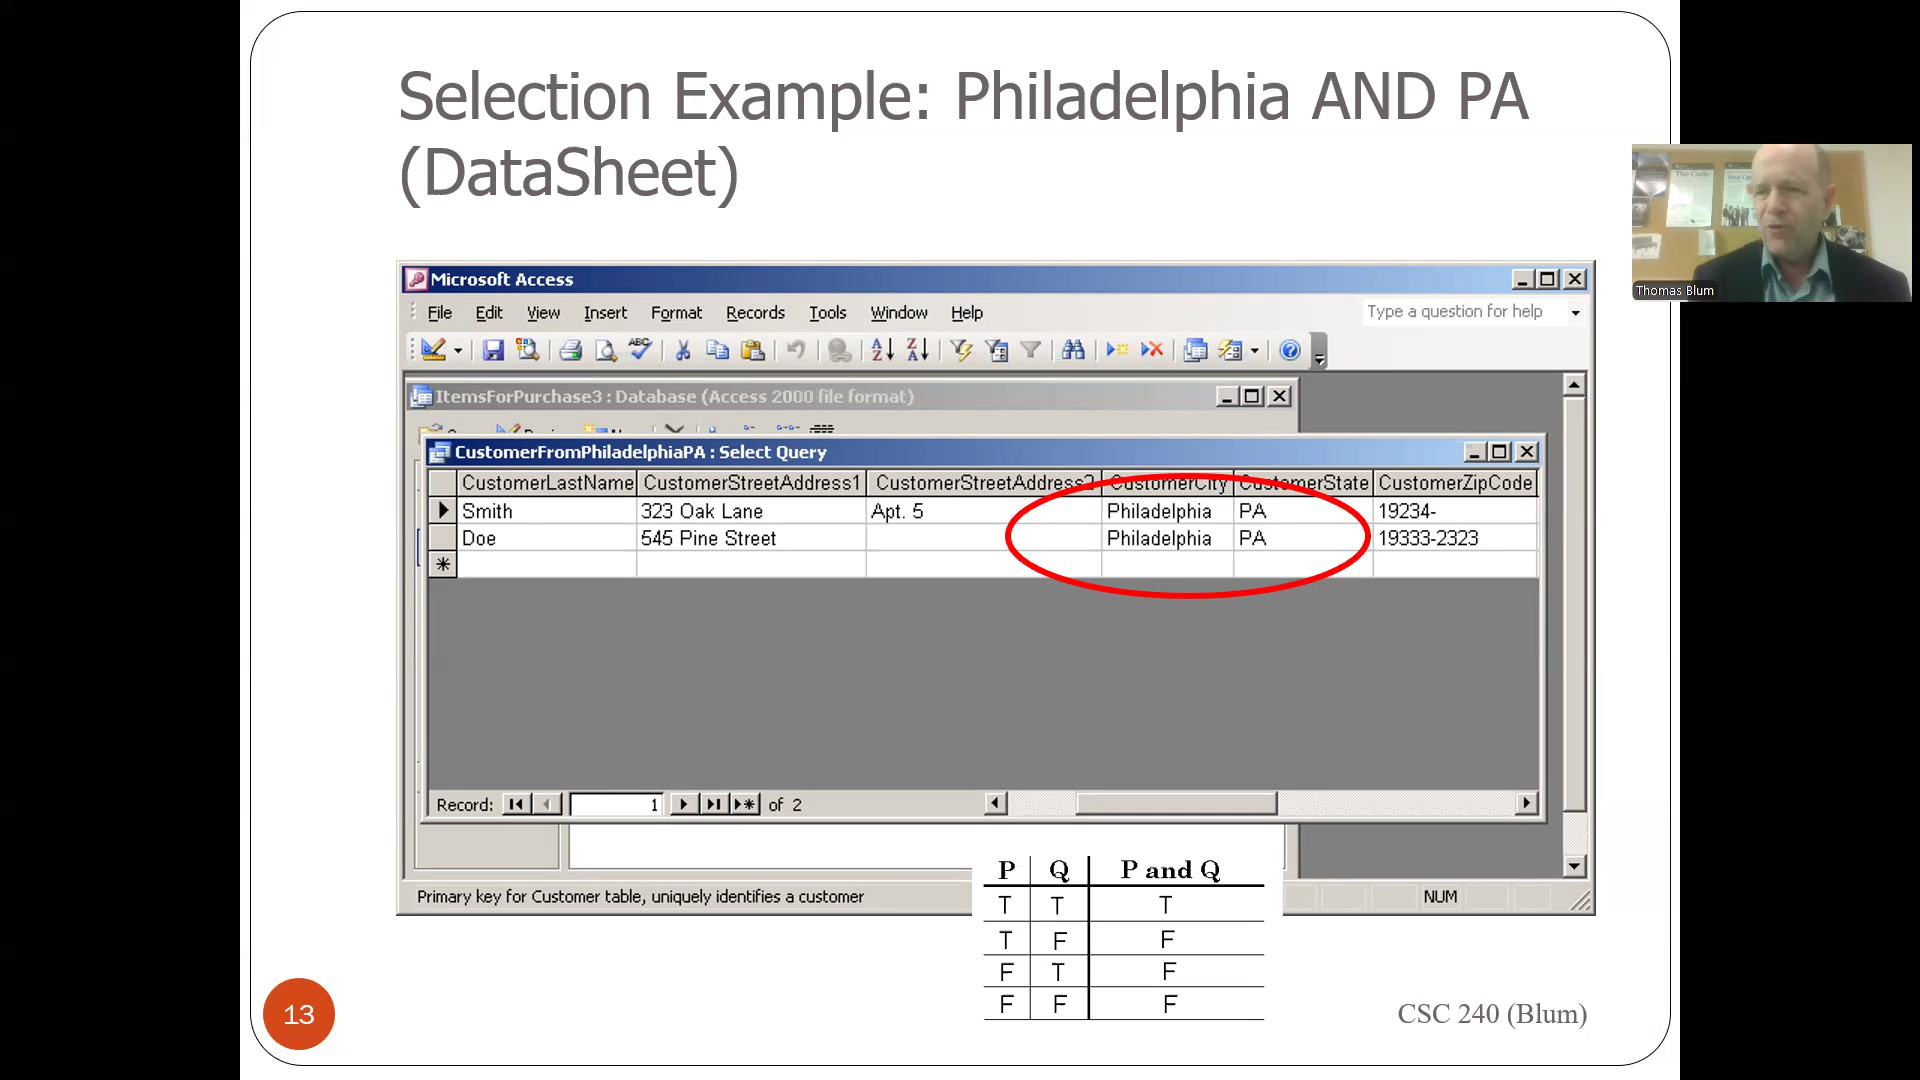 Selection Example: Philadelphia AND PA
(DataSheet)
The Code
Thomas Blum
Microsoft Access
File Edit View Insert Format Records Tools Window Help
Type a question for help
ItemsForPurchase3 : Database (Access 2000 file format)
CustomerFromPhiladelphiaPA : Select Query
CustomerLastName CustomerStreetAddress1 CustomerStreetAddress2 CustomerCity CustomerState CustomerZipCode
Smith 323 Oak Lane Apt. 5 Philadelphia PA 19234-
Doe 545 Pine Street Philadelphia PA 19333-2323
Record: 1 of 2
Primary key for Customer table, uniquely identifies a customer
NUM
P Q P and Q
T T T
T F F
F T F
F F F
13
CSC 240 (Blum)